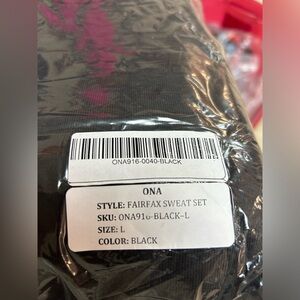 ONA916-0040-BLACK
ONA
STYLE: FAIRFAX SWEAT SET
SKU: ONA916-BLACK-L
SIZE: L
COLOR: BLACK